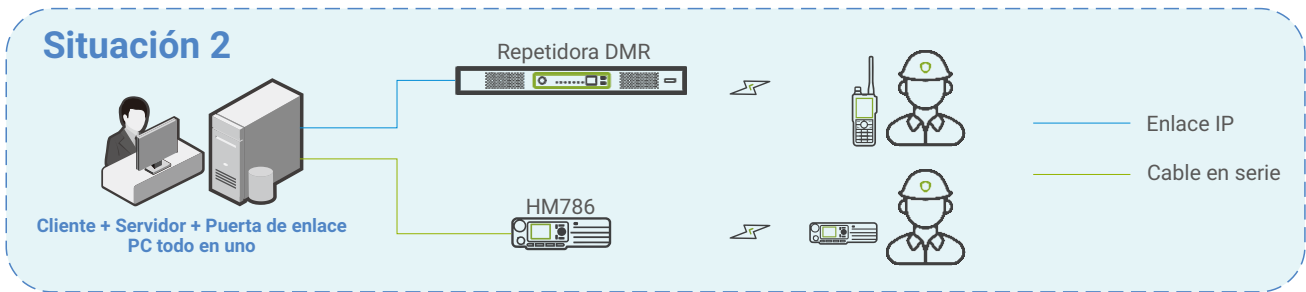 Situación 2
Repetidora DMR
Enlace IP
Cable en serie
HM786
Cliente + Servidor + Puerta de enlace
PC todo en uno